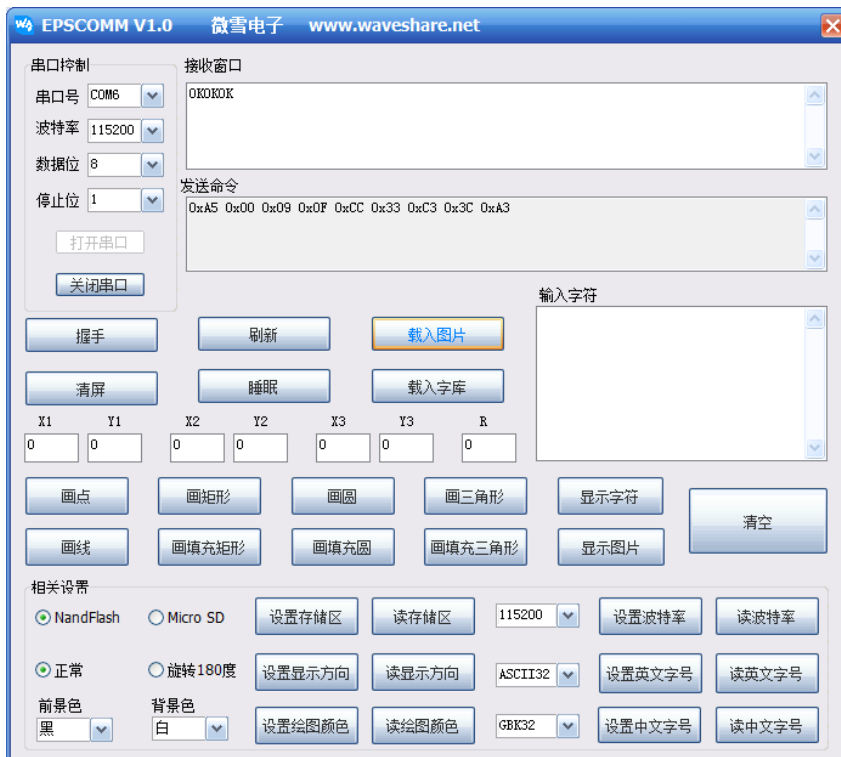 EPSCOMM V1.0 微雪电子 www.waveshare.net
串口控制
串口号 COM6
波特率 115200
数据位 8
停止位 1
打开串口
关闭串口
接收窗口
OKOKOK
发送命令
0xA5 0x00 0x09 0x0F 0xCC 0x33 0xC3 0x3C 0xA3
输入字符
握手 刷新 载入图片
清屏 睡眠 载入字库
X1 Y1 X2 Y2 X3 Y3 R
0 0 0 0 0 0 0
画点 画矩形 画圆 画三角形 显示字符
清空
画线 画填充矩形 画填充圆 画填充三角形 显示图片
相关设置
NandFlash Micro SD 设置存储区 读存储区 115200 设置波特率 读波特率
正常 旋转180度 设置显示方向 读显示方向 ASCII32 设置英文字号 读英文字号
前景色 背景色
黑 白 设置绘图颜色 读绘图颜色 GBK32 设置中文字号 读中文字号